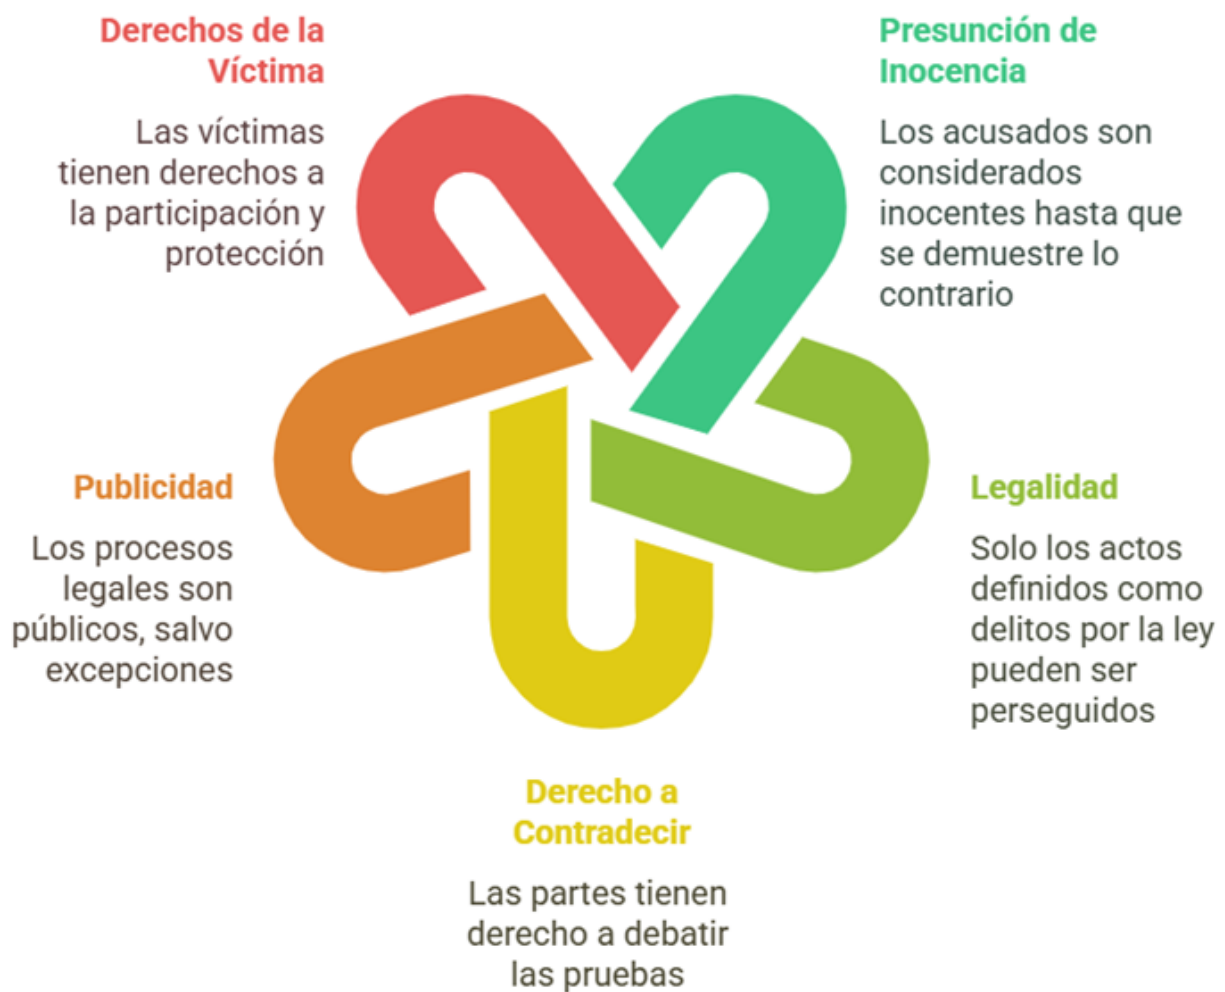 Derechos de la
Víctima
Las víctimas
tienen derechos a
la participación y
protección
Presunción de
Inocencia
Los acusados son
considerados
inocentes hasta que
se demuestre lo
contrario
Publicidad
Los procesos
legales son
públicos, salvo
excepciones
Legalidad
Solo los actos
definidos como
delitos por la ley
pueden ser
perseguidos
Derecho a
Contradecir
Las partes tienen
derecho a debatir
las pruebas